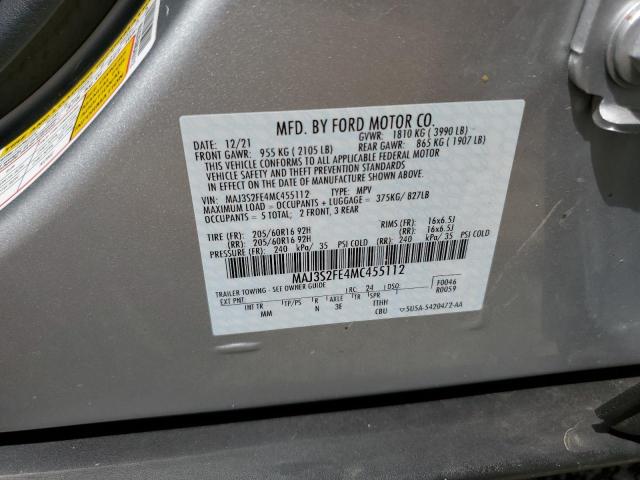 MFD. BY FORD MOTOR CO.
DATE: 12/21 GVWR: 1810 KG ( 3990 LB)
FRONT GAWR: 955 KG ( 2105 LB) REAR GAWR: 865 KG ( 1907 LB)
THIS VEHICLE CONFORMS TO ALL APPLICABLE FEDERAL MOTOR
VEHICLE SAFETY AND THEFT PREVENTION STANDARDS
IN EFFECT ON THE DATE OF MANUFACTURE SHOWN ABOVE.
VIN: MAJ3S2FE4MC455112 TYPE: MPV
MAXIMUM LOAD = OCCUPANTS + LUGGAGE = 375KG/ 827LB
OCCUPANTS = 5 TOTAL: 2 FRONT, 3 REAR
TIRE (FR): 205/60R16 92H RIMS (FR): 16x6.5J
(RR): 205/60R16 92H (RR): 16x6.5J
PRESSURE (FR): 240 kPa/ 35 PSI COLD (RR): 240 kPa/ 35 PSI COLD
MAJ3S2FE4MC455112
TRAILER TOWING - SEE OWNER GUIDE RC: 24 DSO: F0046
EXT PNT: R0059
INT TR TP/PS R AXLE TR SPR
MM N 3E ITHH
CBU 5U5A-5420472-AA